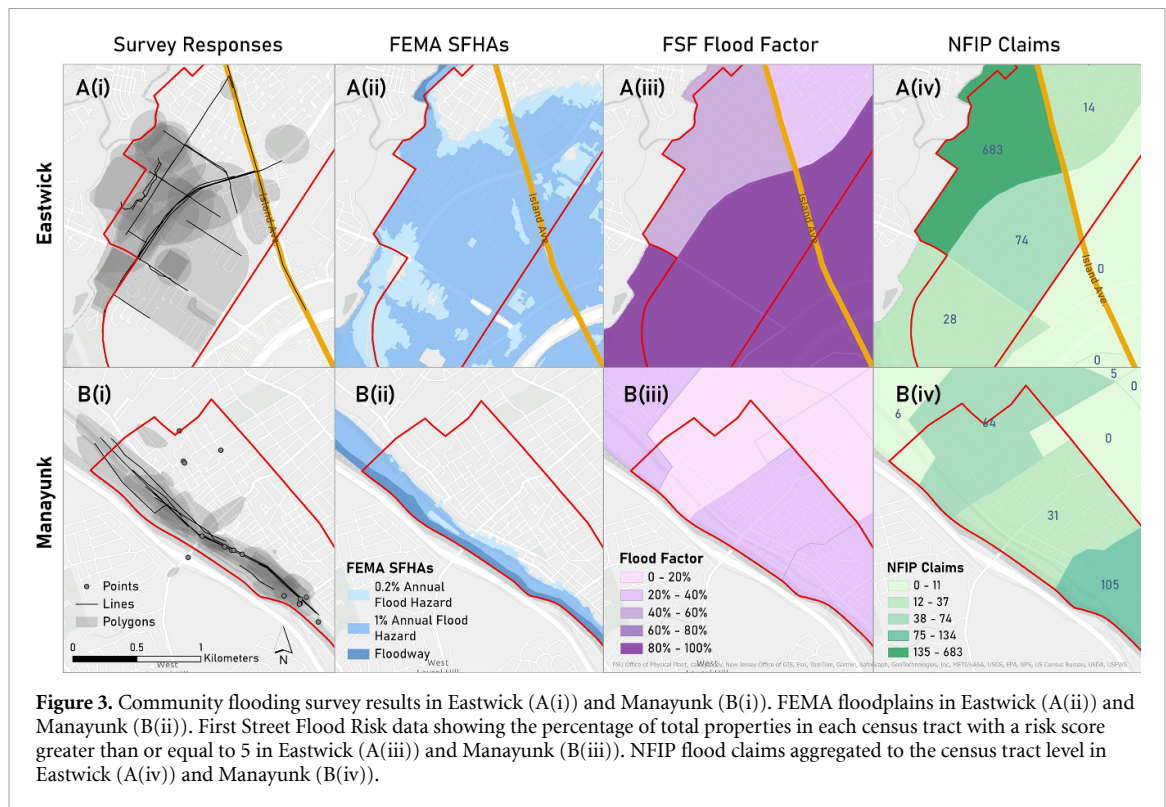 Survey Responses
FEMA SFHAs
FSF Flood Factor
NFIP Claims
Eastwick
A(i)
Island Ave.
A(ii)
Island Ave.
A(iii)
Island Ave.
A(iv)
14
683
74
0
Island Ave.
28
0
Manayunk
B(i)
Points
Lines
Polygons
0 0.5 1
Kilometers
N
West
B(ii)
FEMA SFHAs
0.2% Annual
Flood Hazard
1% Annual Flood
Hazard
Floodway
West
B(iii)
Flood Factor
0 - 20%
20% - 40%
40% - 60%
60% - 80%
80% - 100%
West
B(iv)
5
0
6
64
0
31
105
NFIP Claims
0 - 11
12 - 37
38 - 74
75 - 134
135 - 683
Figure 3. Community flooding survey results in Eastwick (A(i)) and Manayunk (B(i)). FEMA floodplains in Eastwick (A(ii)) and
Manayunk (B(ii)). First Street Flood Risk data showing the percentage of total properties in each census tract with a risk score
greater than or equal to 5 in Eastwick (A(iii)) and Manayunk (B(iii)). NFIP flood claims aggregated to the census tract level in
Eastwick (A(iv)) and Manayunk (B(iv)).